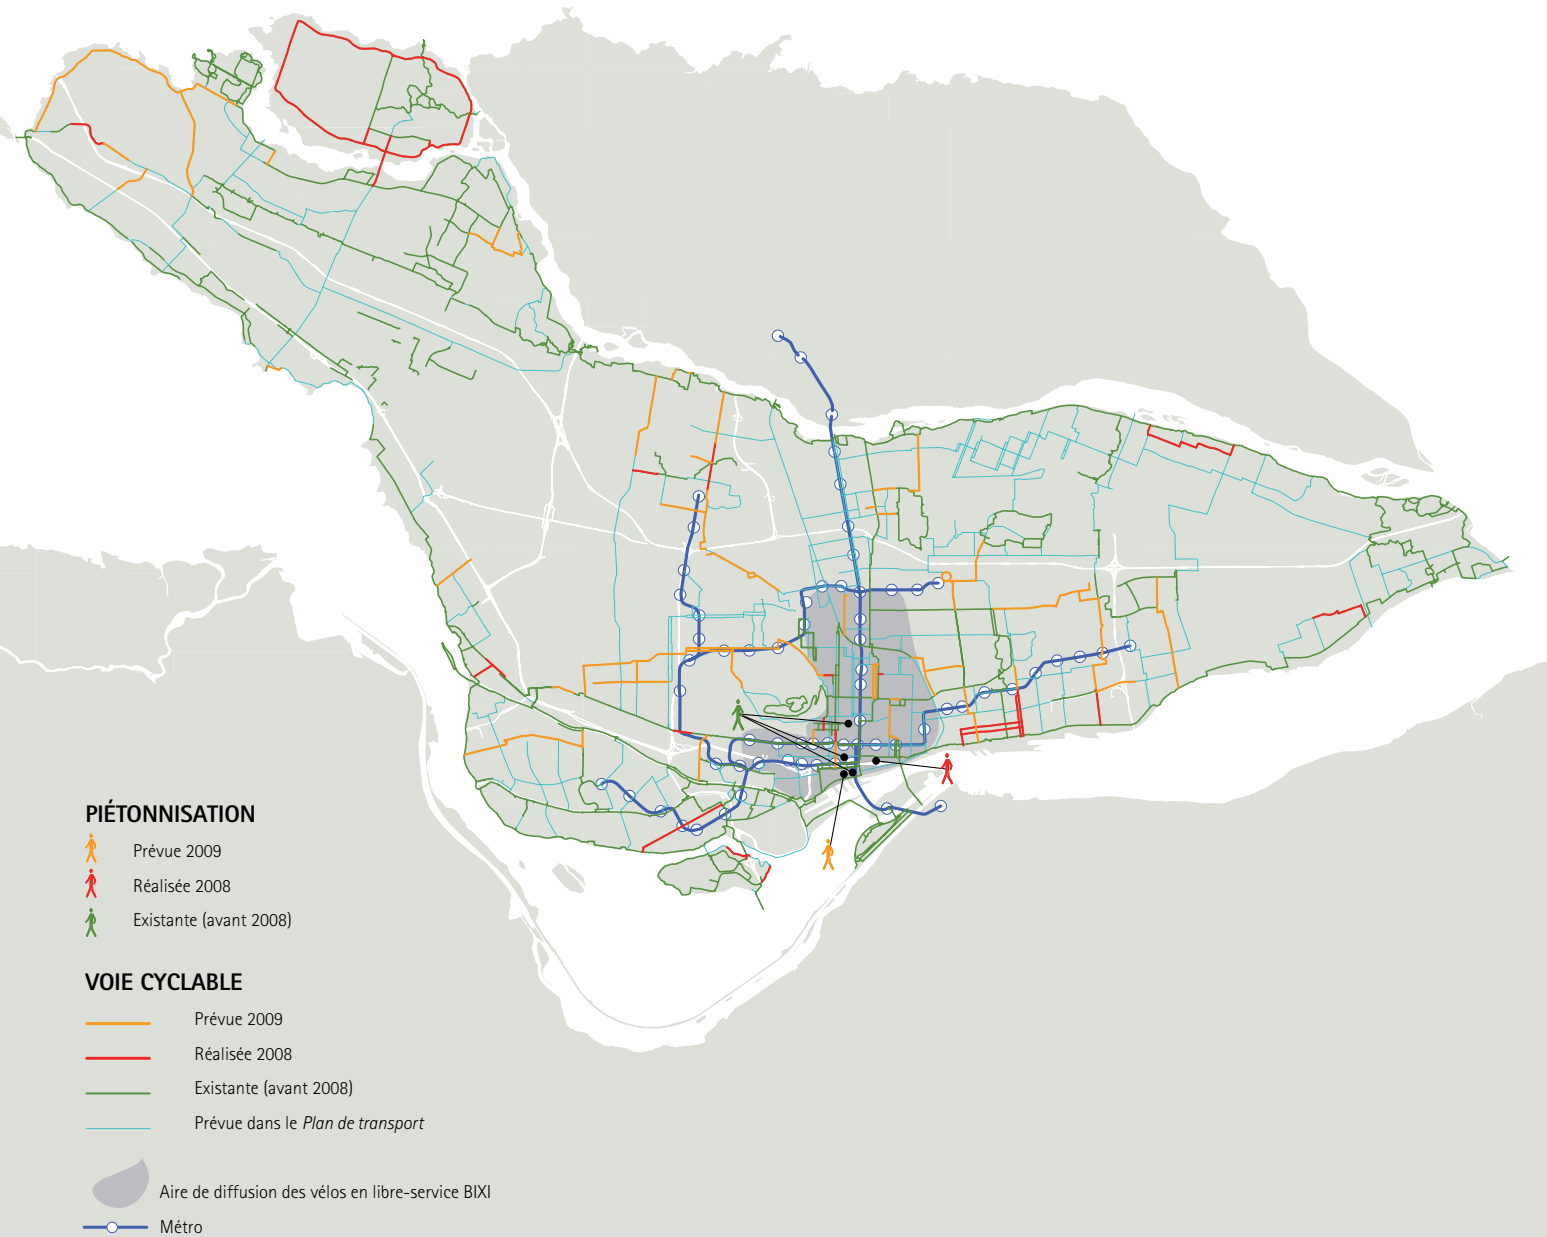 PIÉTONNISATION
Prévue 2009
Réalisée 2008
Existante (avant 2008)
VOIE CYCLABLE
Prévue 2009
Réalisée 2008
Existante (avant 2008)
Prévue dans le Plan de transport
Aire de diffusion des vélos en libre-service BIXI
Métro